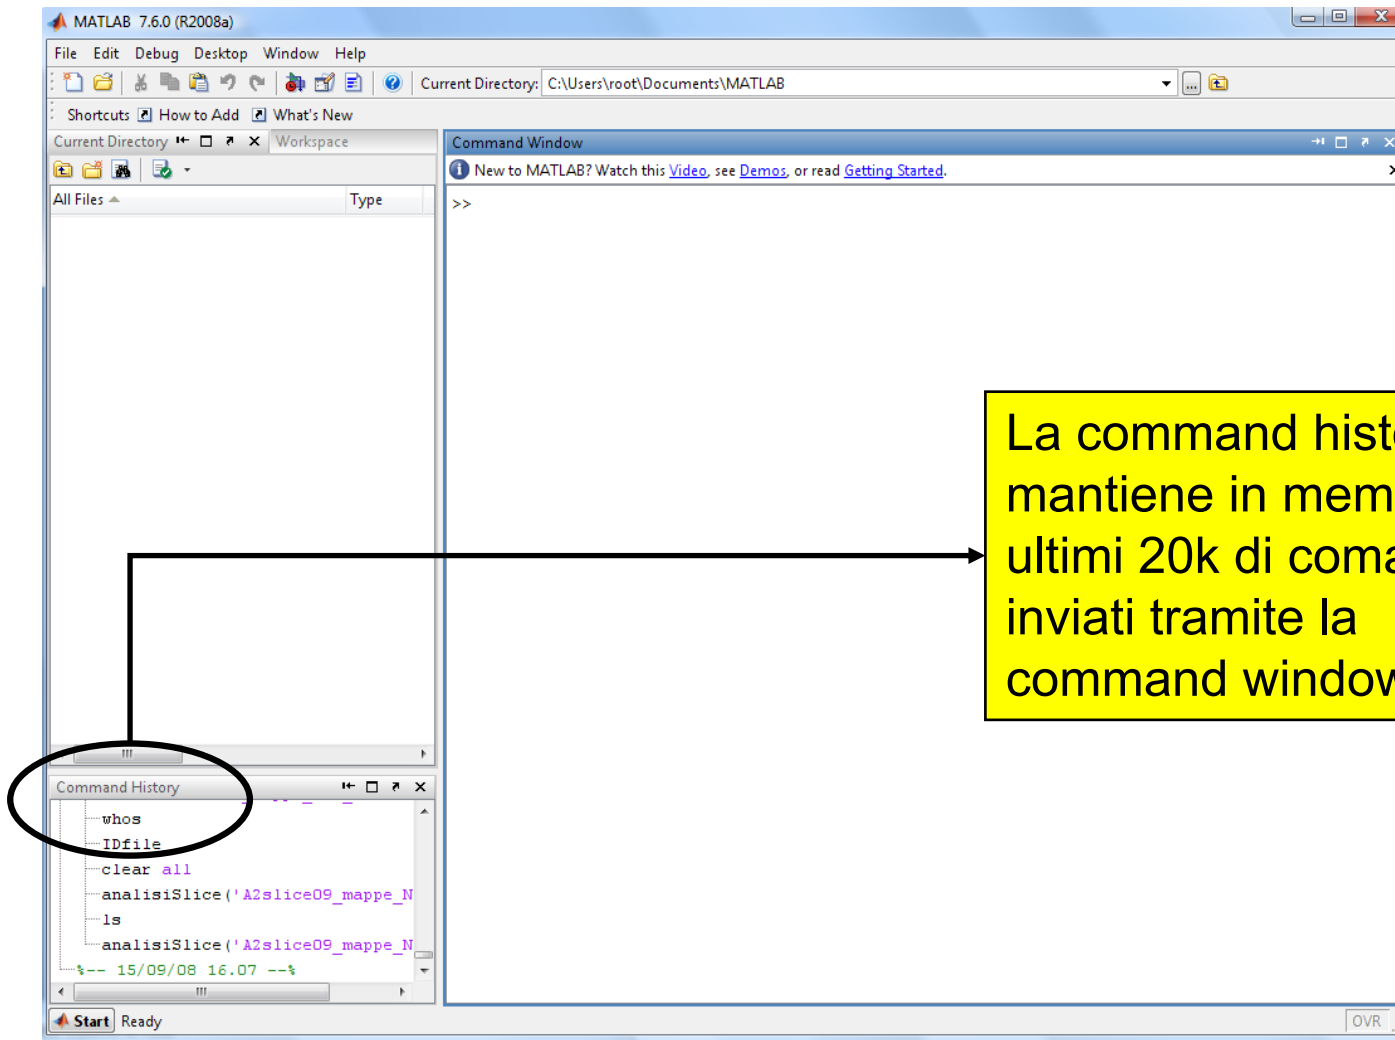 MATLAB 7.6.0 (R2008a)
File Edit Debug Desktop Window Help
Current Directory: C:\Users\root\Documents\MATLAB
Shortcuts How to Add What's New
Current Directory Workspace
Command Window
New to MATLAB? Watch this Video, see Demos, or read Getting Started.
All Files Type
>>
La command hist
mantiene in mem
ultimi 20k di coma
inviati tramite la
command window
Command History
whos
IDfile
clear all
analisiSlice('A2slice09_mappe_N
ls
analisiSlice('A2slice09_mappe_N
%-- 15/09/08 16.07 --%
Start Ready
OVR